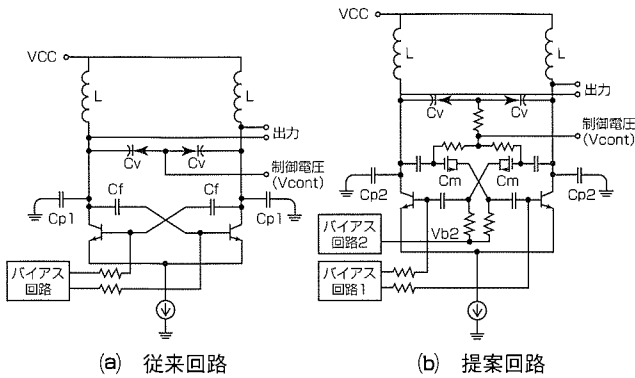 VCC
L
L
出力
Cv
Cv
制御電圧
(Vcont)
Cf
Cf
Cp1
Cp1
バイアス
回路
(a) 従来回路
VCC
L
L
出力
Cv
Cv
制御電圧
(Vcont)
Cm
Cm
Cp2
Cp2
Vb2
バイアス
回路2
バイアス
回路1
(b) 提案回路